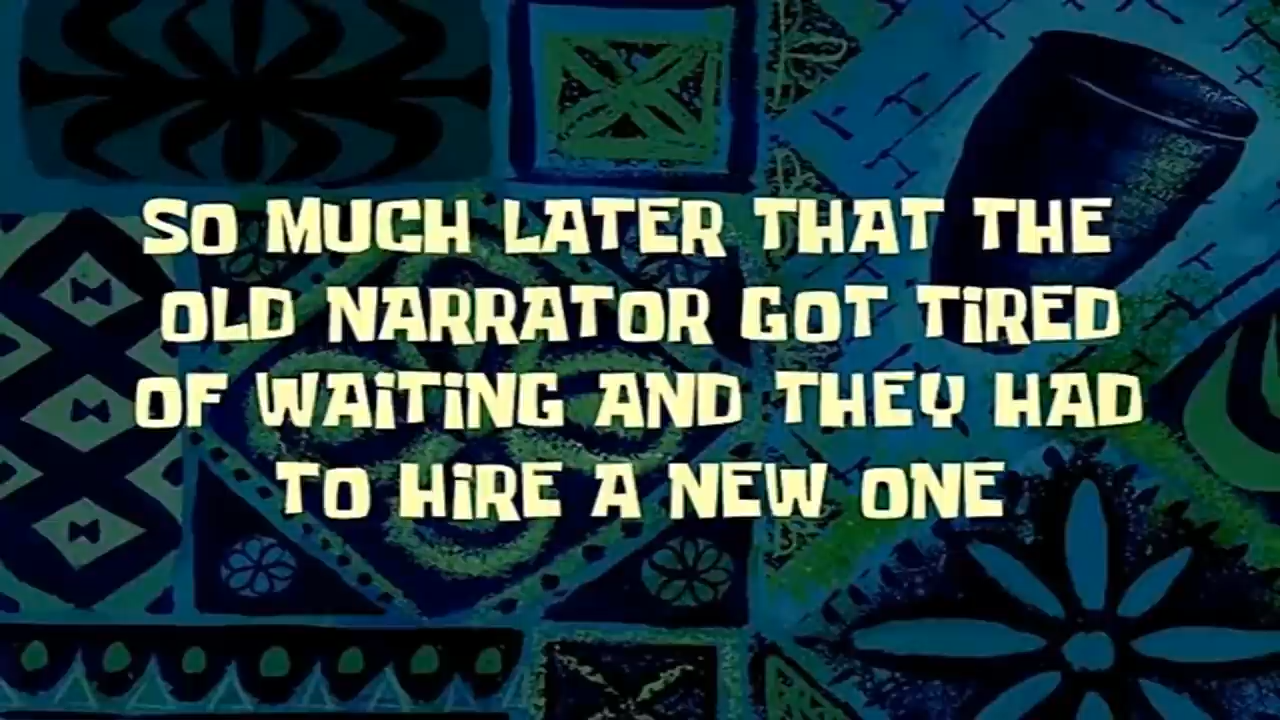 SO MUCH LATER THAT THE
OLD NARRATOR GOT TiRED
OF WAiTiNG AND THEY HAD
TO HiRE A NEW ONE